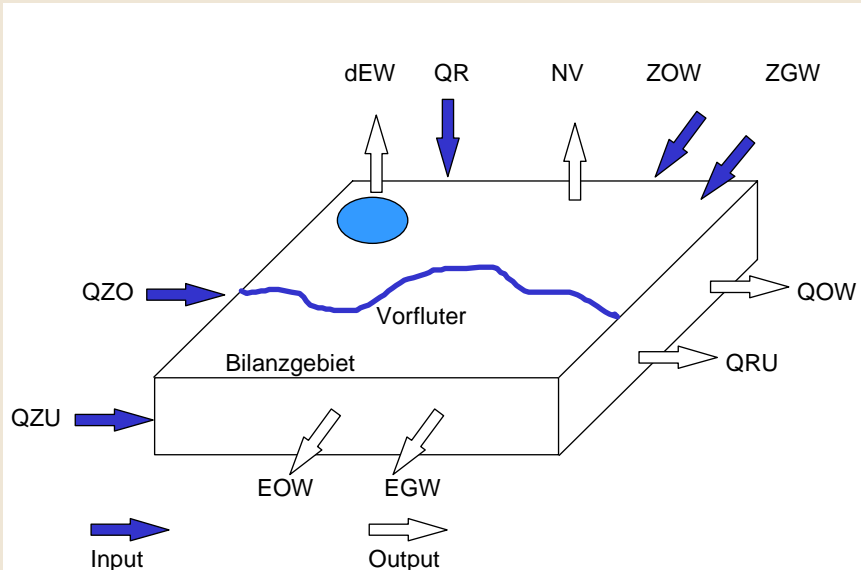 dEW QR NV ZOW ZGW
QZO
QOW
Vorfluter
Bilanzgebiet
QRU
QZU
EOW EGW
Input Output